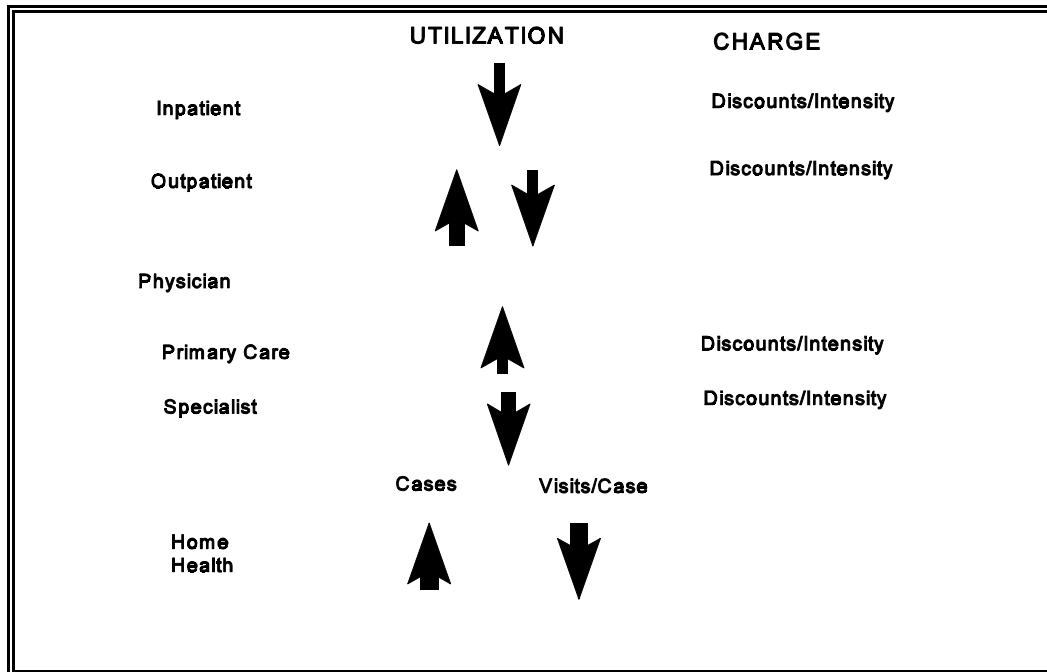 UTILIZATION CHARGE
Inpatient Discounts/Intensity
Outpatient Discounts/Intensity
Physician
Primary Care Discounts/Intensity
Specialist Discounts/Intensity
Cases Visits/Case
Home
Health